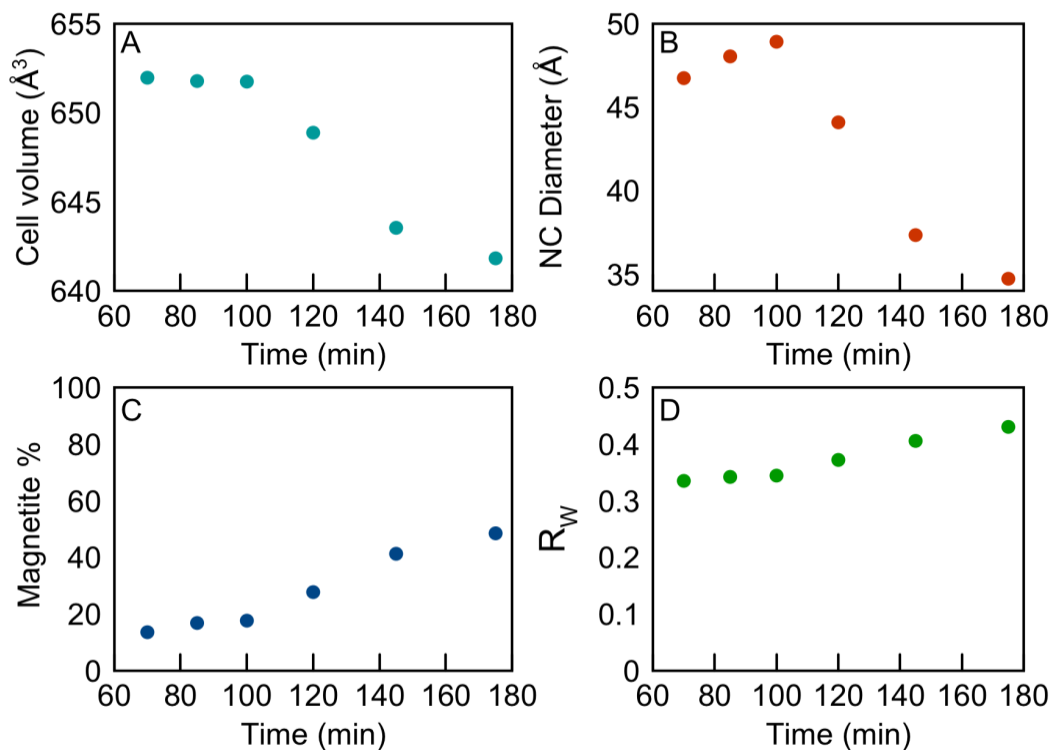 A
Cell volume (Å³)
655
650
645
640
60 80 100 120 140 160 180
Time (min)
B
NC Diameter (Å)
50
45
40
35
60 80 100 120 140 160 180
Time (min)
C
Magnetite %
100
80
60
40
20
0
60 80 100 120 140 160 180
Time (min)
D
R_W
0.5
0.4
0.3
0.2
0.1
0
60 80 100 120 140 160 180
Time (min)